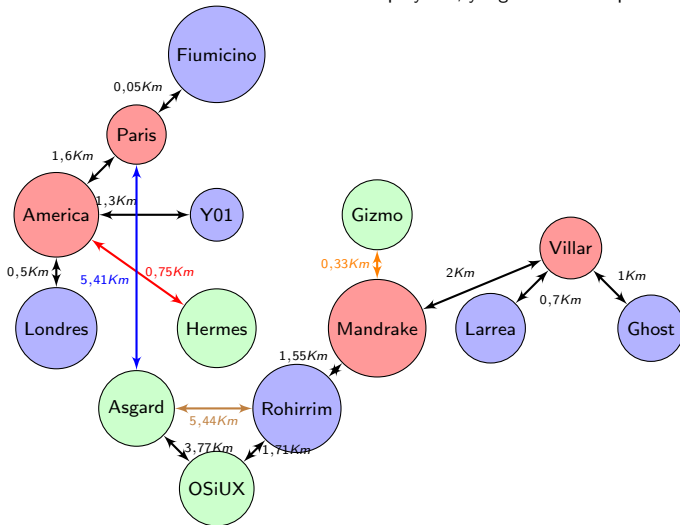 Fiumicino
0,05Km
Paris
1,6Km
America
1,3Km
Y01
Gizmo
Villar
0,5Km
5,41Km
0,75Km
0,33Km
2Km
1Km
0,7Km
Londres
Hermes
Mandrake
Larrea
Ghost
1,55Km
Asgard
5,44Km
Rohirrim
3,77Km
1,71Km
OSiUX